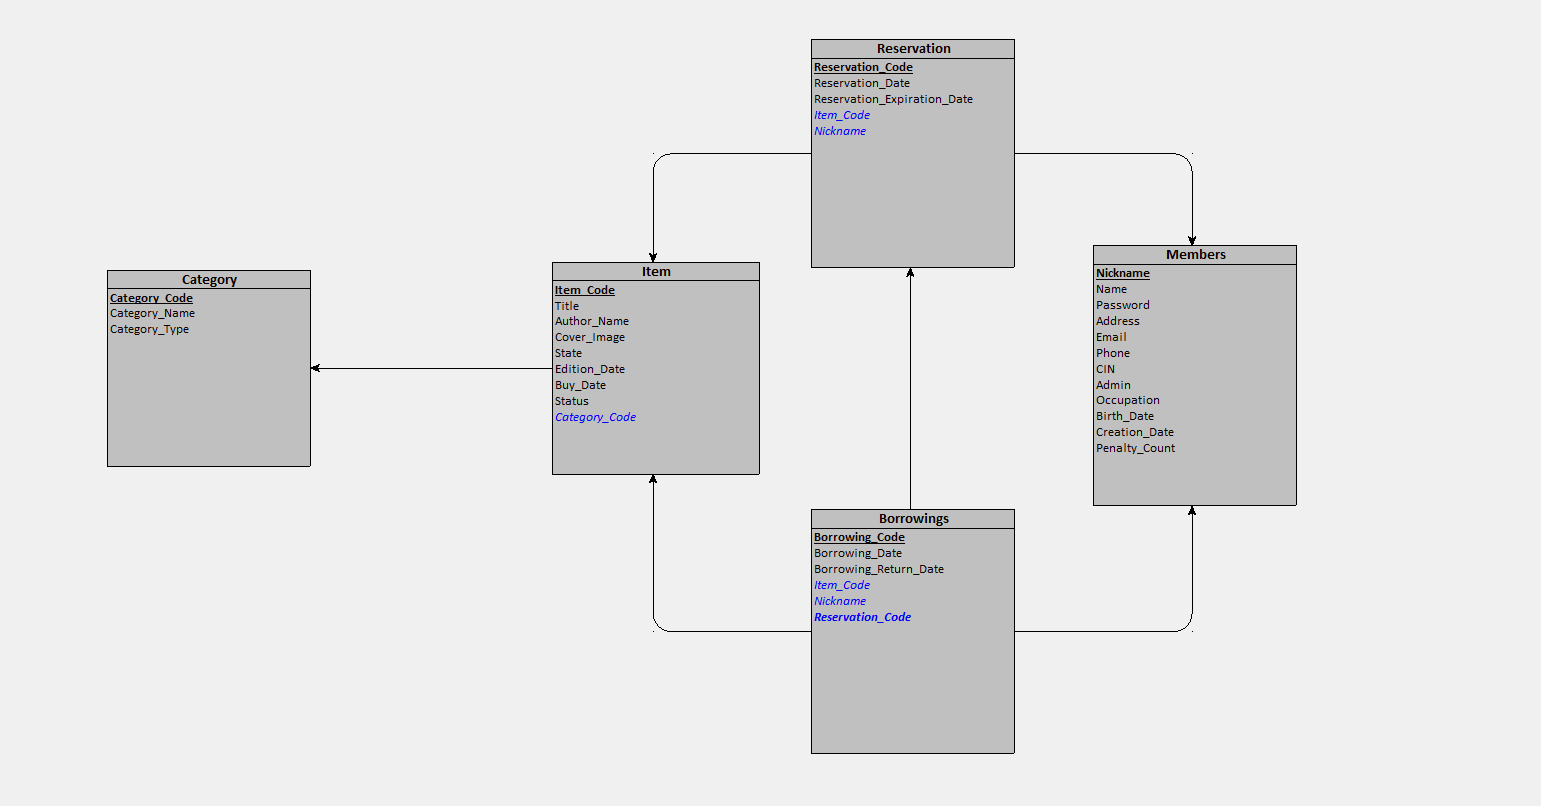 Reservation
Reservation_Code
Reservation_Date
Reservation_Expiration_Date
Item_Code
Nickname
Category
Category_Code
Category_Name
Category_Type
Item
Item_Code
Title
Author_Name
Cover_Image
State
Edition_Date
Buy_Date
Status
Category_Code
Members
Nickname
Name
Password
Address
Email
Phone
CIN
Admin
Occupation
Birth_Date
Creation_Date
Penalty_Count
Borrowings
Borrowing_Code
Borrowing_Date
Borrowing_Return_Date
Item_Code
Nickname
Reservation_Code